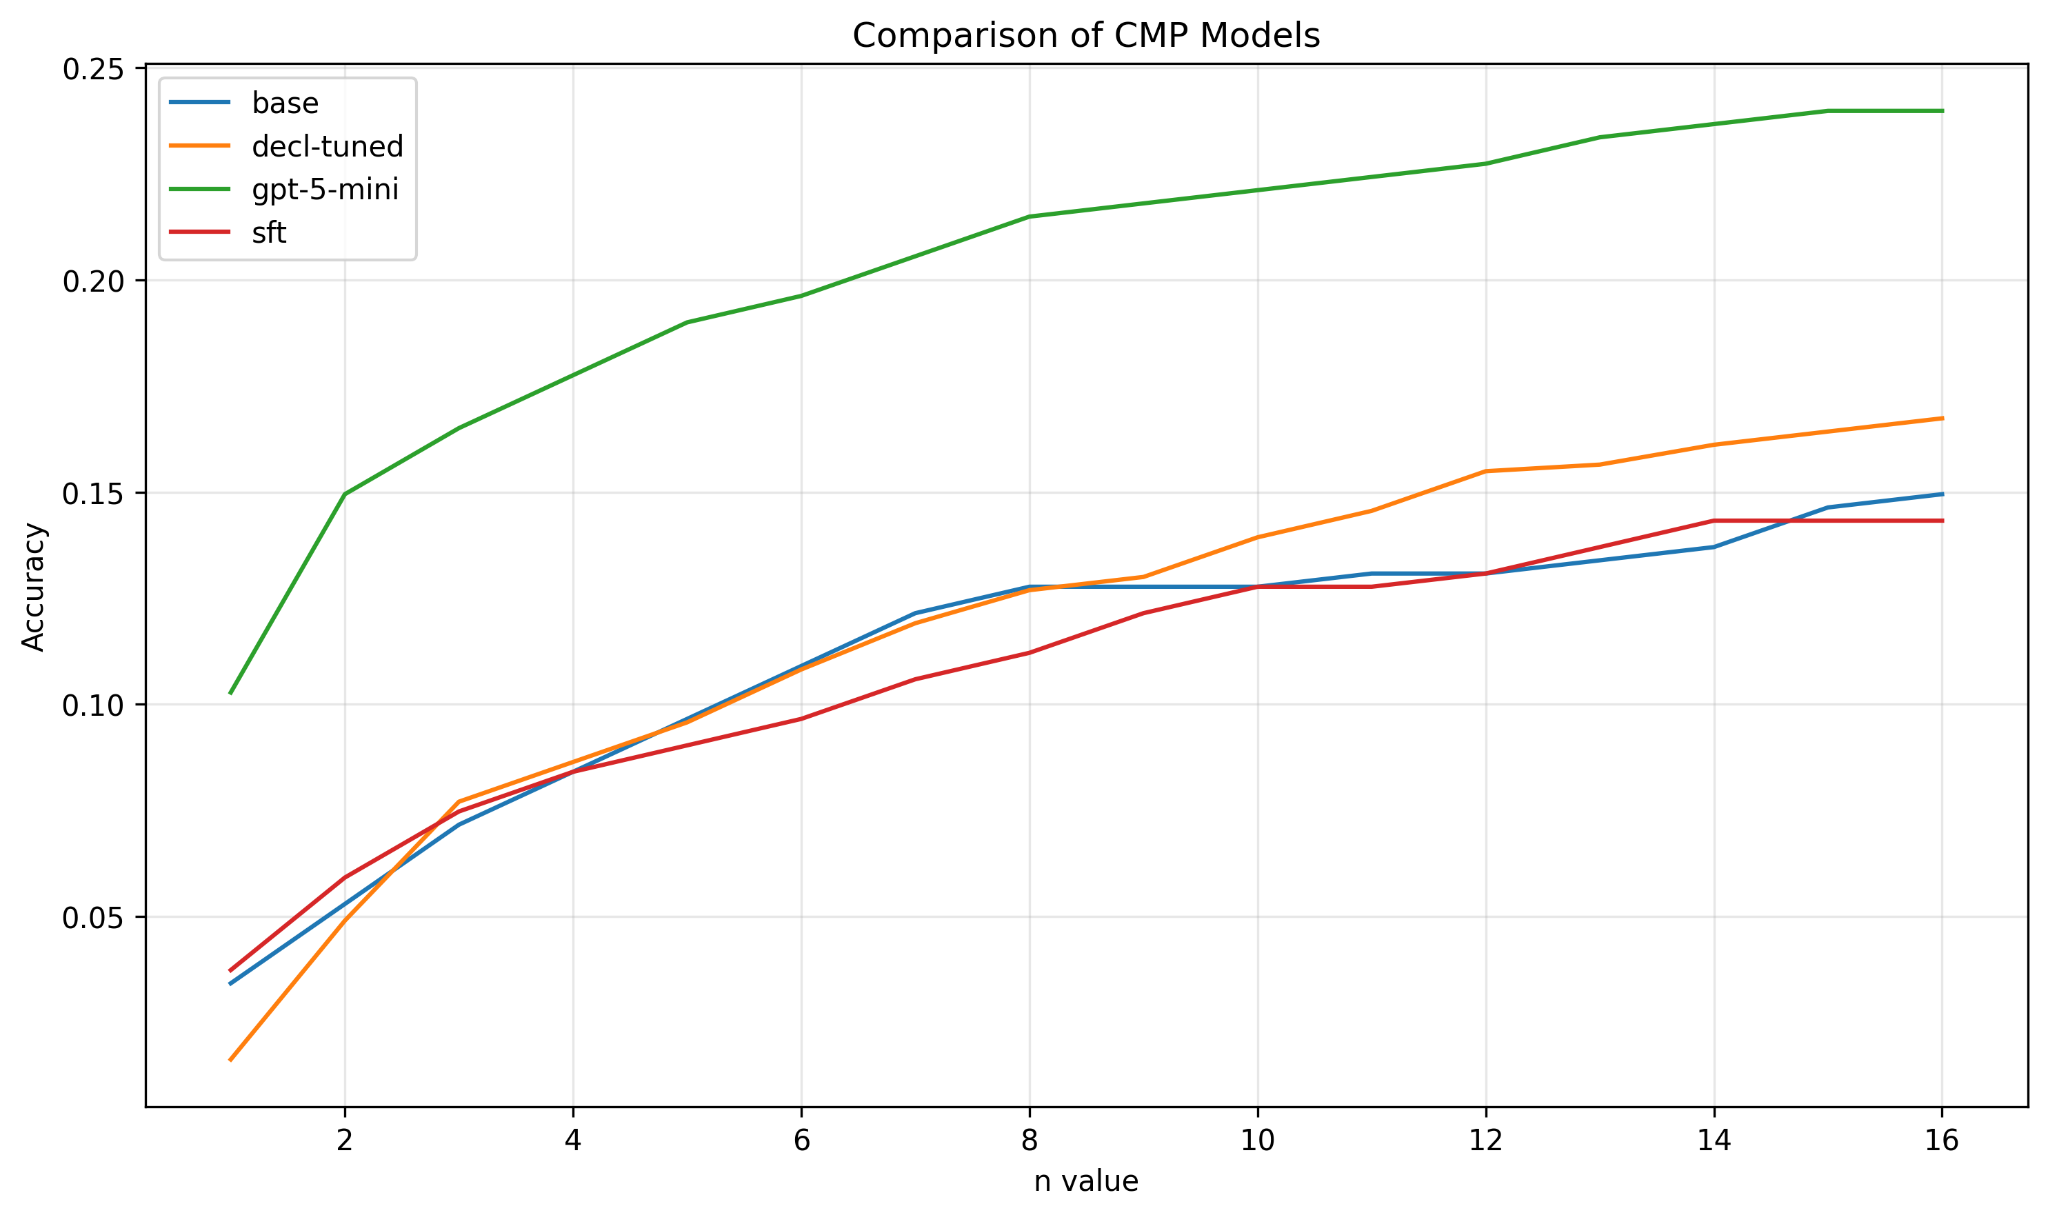 Comparison of CMP Models
0.25
0.20
0.15
0.10
0.05
Accuracy
base
decl-tuned
gpt-5-mini
sft
2 4 6 8 10 12 14 16
n value